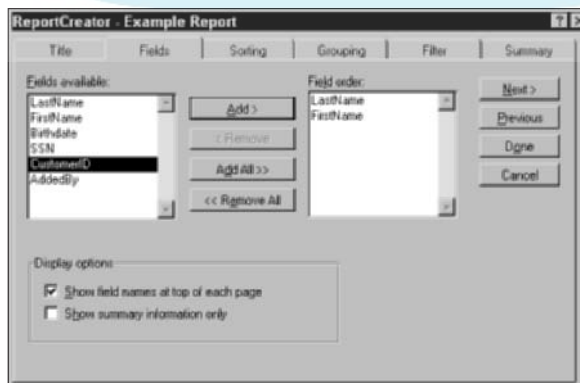 ReportCreator - Example Report
Title Fields Sorting Grouping Filter Summary
Fields available:
LastName
FirstName
Birthdate
SSN
CustomerID
AddedBy
Add >
< Remove
Add All >>
<< Remove All
Field order:
LastName
FirstName
Next >
Previous
Done
Cancel
Display options
Show field names at top of each page
Show summary information only